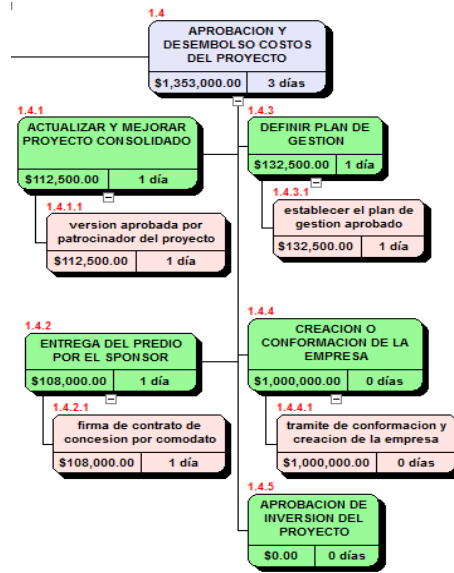 1.4
APROBACION Y
DESEMBOLSO COSTOS
DEL PROYECTO
$1,353,000.00 3 días
1.4.1
ACTUALIZAR Y MEJORAR
PROYECTO CONSOLIDADO
$112,500.00 1 día
1.4.1.1
version aprobada por
patrocinador del proyecto
$112,500.00 1 día
1.4.3
DEFINIR PLAN DE
GESTION
$132,500.00 1 día
1.4.3.1
establecer el plan de
gestion aprobado
$132,500.00 1 día
1.4.2
ENTREGA DEL PREDIO
POR EL SPONSOR
$108,000.00 1 día
1.4.2.1
firma de contrato de
concesion por comodato
$108,000.00 1 día
1.4.4
CREACION O
CONFORMACION DE LA
EMPRESA
$1,000,000.00 0 días
1.4.4.1
tramite de conformacion y
creacion de la empresa
$1,000,000.00 0 días
1.4.5
APROBACION DE
INVERSION DEL
PROYECTO
$0.00 0 días